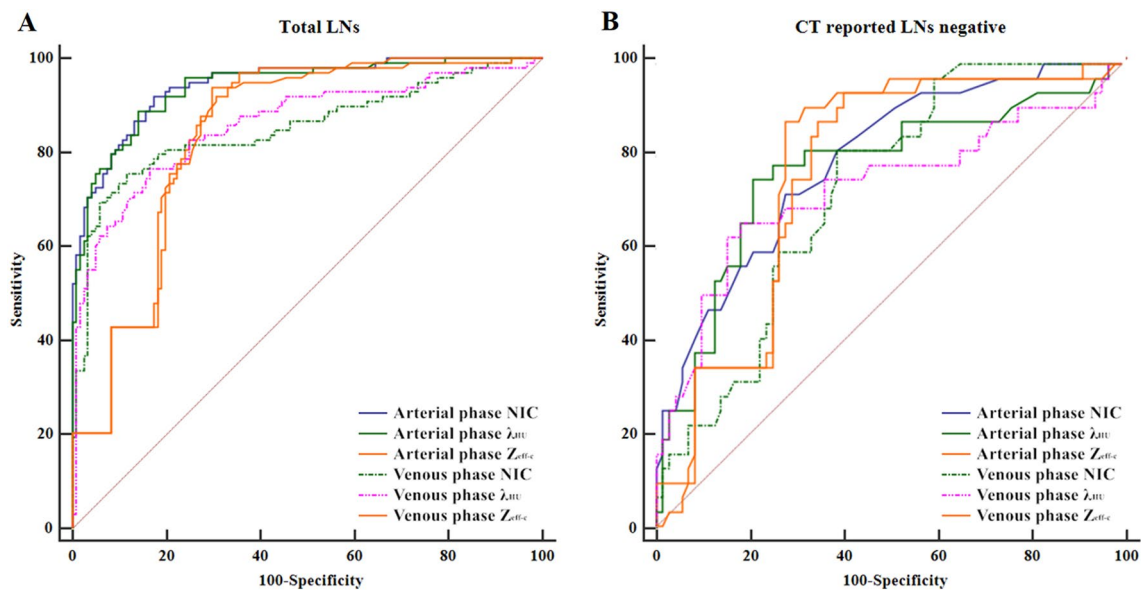 A
Total LNs
100
80
60
40
20
0
Sensitivity
0 20 40 60 80 100
100-Specificity
Arterial phase NIC
Arterial phase λHU
Arterial phase Zeff-c
Venous phase NIC
Venous phase λHU
Venous phase Zeff-c
B
CT reported LNs negative
100
80
60
40
20
0
Sensitivity
0 20 40 60 80 100
100-Specificity
Arterial phase NIC
Arterial phase λHU
Arterial phase Zeff-c
Venous phase NIC
Venous phase λHU
Venous phase Zeff-c